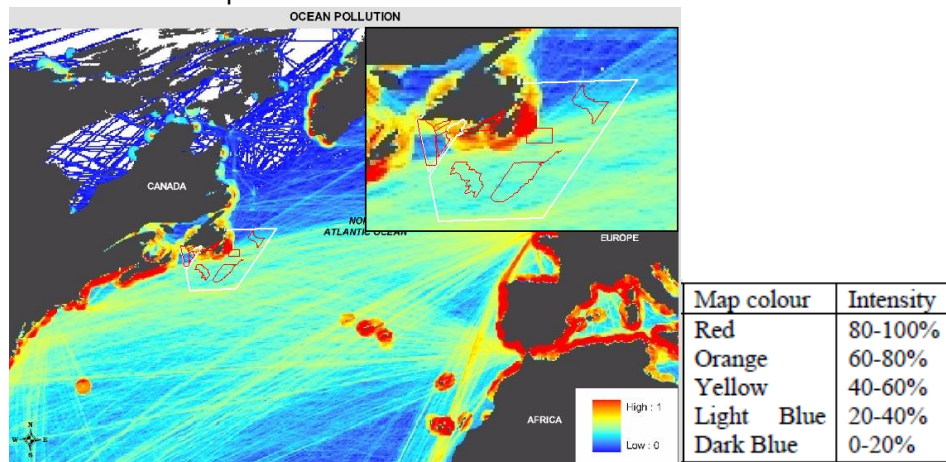 OCEAN POLLUTION
CANADA
NO
ATLANTIC OCEAN
EUROPE
AFRICA
High : 1
Low : 0
N
W E
S
Map colour Intensity
Red 80-100%
Orange 60-80%
Yellow 40-60%
Light Blue 20-40%
Dark Blue 0-20%